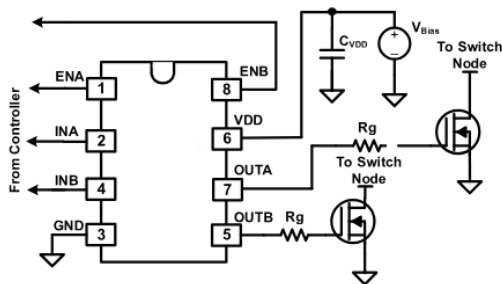 From Controller
ENA
1
INA
2
INB
4
GND
3
ENB
8
VDD
6
OUTA
7
OUTB
5
CVDD
VBias
Rg
To Switch
Node
Rg
To Switch
Node